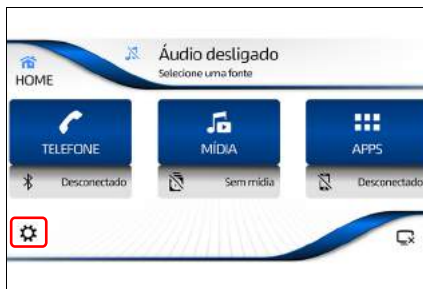 Áudio desligado
Selecione uma fonte
HOME
TELEFONE
MÍDIA
APPS
Desconectado
Sem mídia
Desconectado